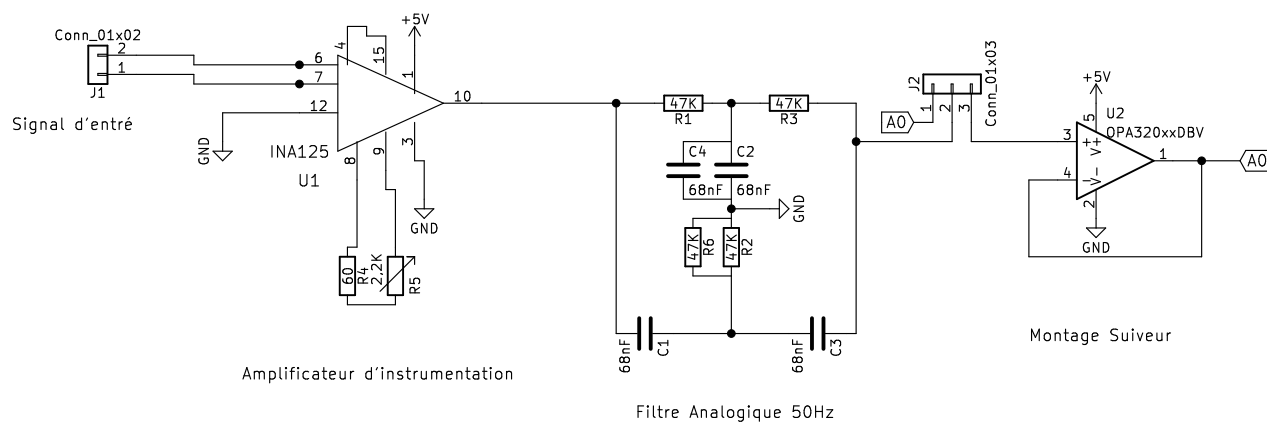 Conn_01x02
2
1
J1
Signal d'entré
+5V
4
15
1
6
7
12
10
GND
INA125
U1
8
9
3
GND
60
R4
2,2K
R5
Amplificateur d'instrumentation
47K
R1
47K
R3
C4
C2
68nF
68nF
GND
47K
R6
47K
R2
68nF
C1
68nF
C3
Filtre Analogique 50Hz
J2
Conn_01x03
1
2
3
A0
+5V
U2
OPA320xxDBV
5
3
+
V+
4
-
V-
2
1
A0
GND
Montage Suiveur